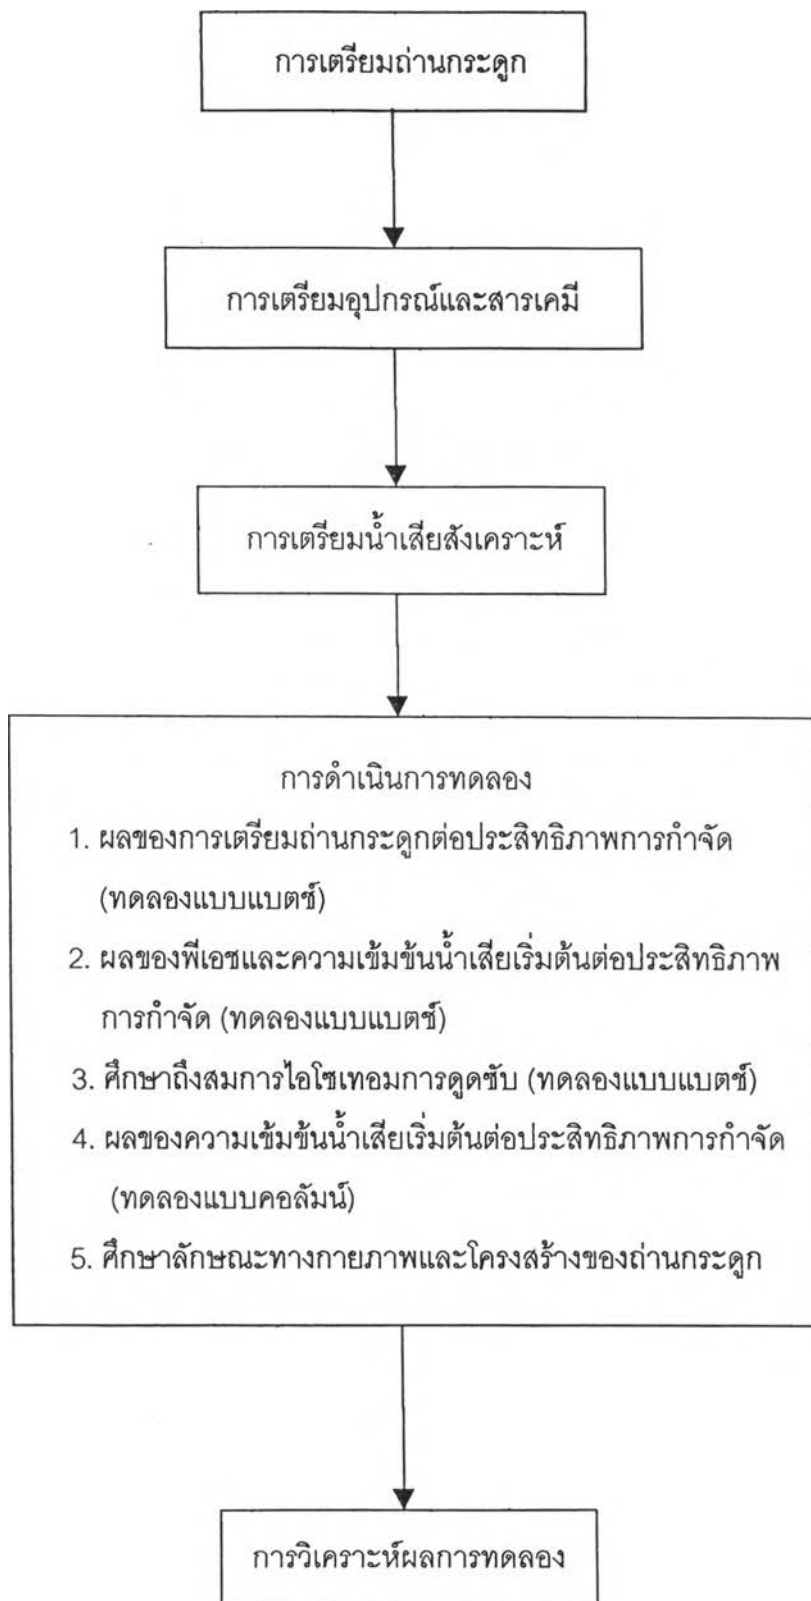 การเตรียมถ่านกระดูก
การเตรียมอุปกรณ์และสารเคมี
การเตรียมน้ำเสียสังเคราะห์
การดำเนินการทดลอง
1. ผลของการเตรียมถ่านกระดูกต่อประสิทธิภาพการกำจัด
(ทดลองแบบแบตช์)
2. ผลของพีเอชและความเข้มข้นน้ำเสียเริ่มต้นต่อประสิทธิภาพ
การกำจัด (ทดลองแบบแบตช์)
3. ศึกษาถึงสมการไอโซเทอมการดูดซับ (ทดลองแบบแบตช์)
4. ผลของความเข้มข้นน้ำเสียเริ่มต้นต่อประสิทธิภาพการกำจัด
(ทดลองแบบคอลัมน์)
5. ศึกษาลักษณะทางกายภาพและโครงสร้างของถ่านกระดูก
การวิเคราะห์ผลการทดลอง